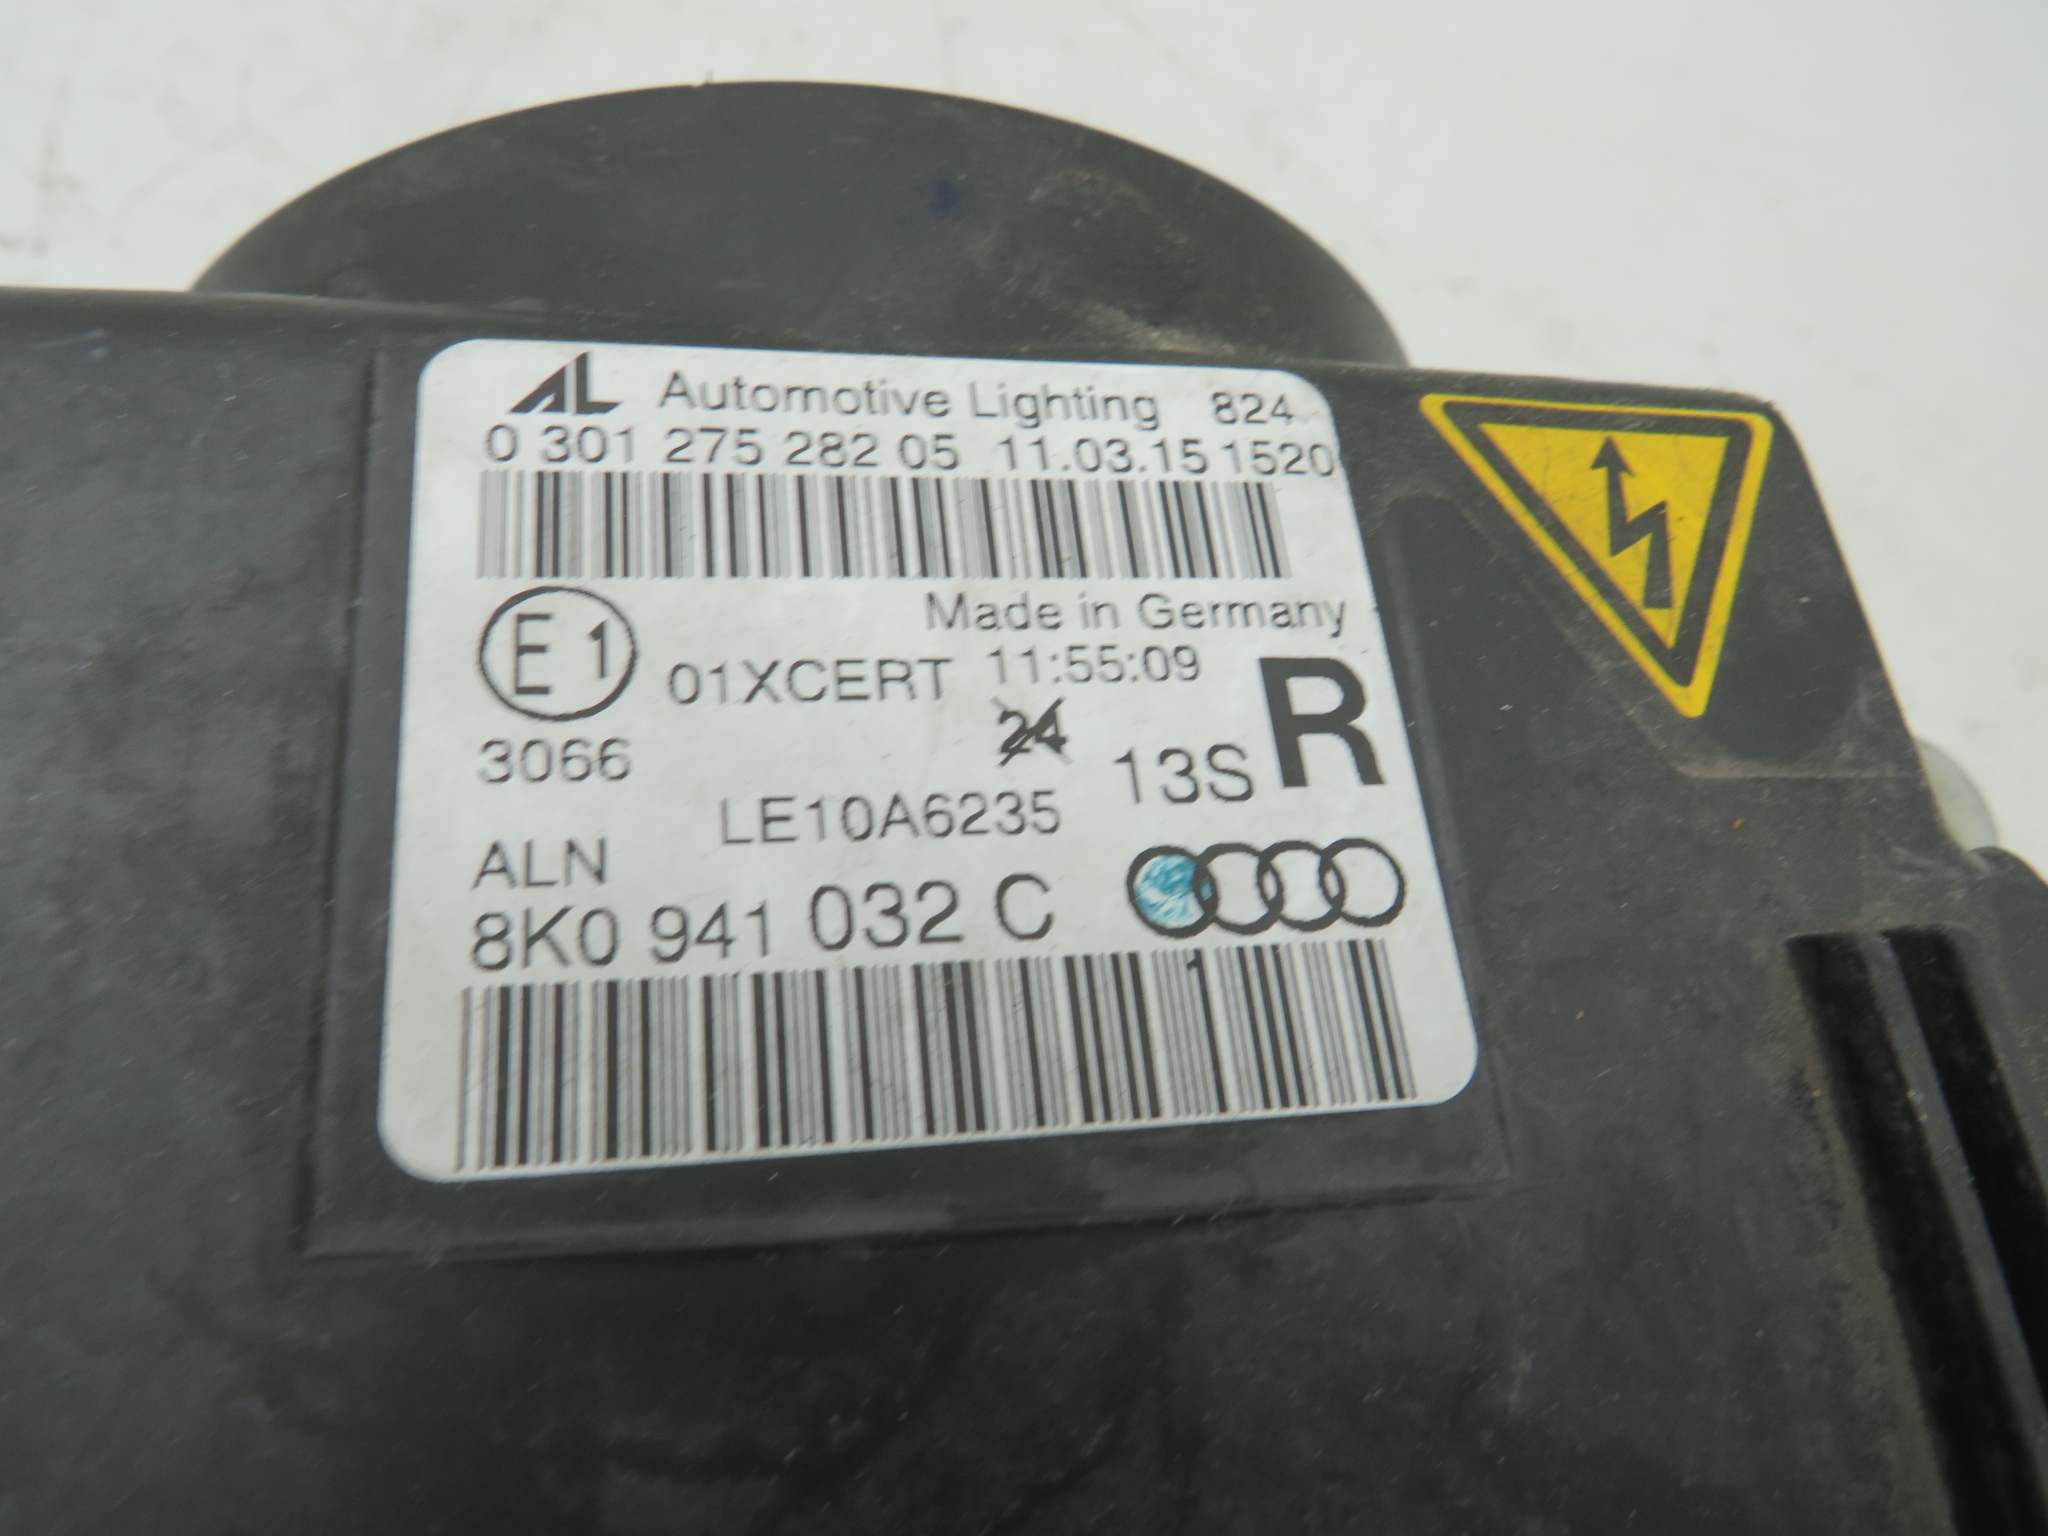 AL Automotive Lighting 824
0 301 275 282 05 11.03.15 1520
Made in Germany
E1 01XCERT 11:55:09
24
3066 13S R
LE10A6235
ALN
8K0 941 032 C
1